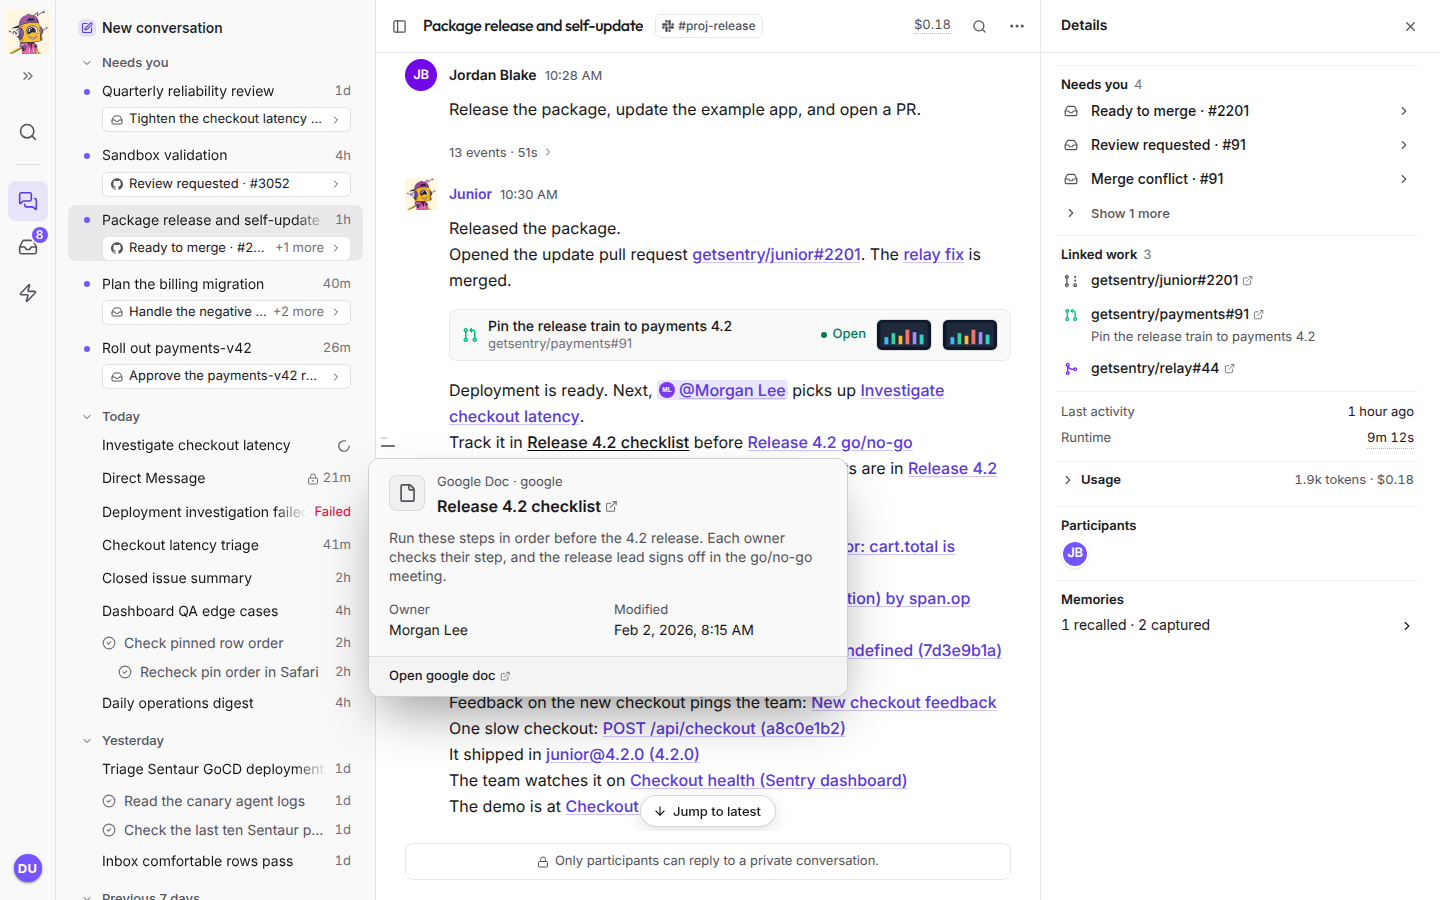 New conversation
Needs you
Quarterly reliability review 1d
Tighten the checkout latency ...
Sandbox validation 4h
Review requested · #3052
Package release and self-update 1h
Ready to merge · #2... +1 more
8
Plan the billing migration 40m
Handle the negative ... +2 more
Roll out payments-v42 26m
Approve the payments-v42 r...
Today
Investigate checkout latency
Direct Message 21m
Deployment investigation failed Failed
Checkout latency triage 41m
Closed issue summary 2h
Dashboard QA edge cases 4h
Check pinned row order 2h
Recheck pin order in Safari 2h
Daily operations digest 4h
Yesterday
Triage Sentaur GoCD deployment 1d
Read the canary agent logs 1d
Check the last ten Sentaur p... 1d
Inbox comfortable rows pass 1d
Previous 7 days
DU
Package release and self-update #proj-release $0.18
JB Jordan Blake 10:28 AM
Release the package, update the example app, and open a PR.
13 events · 51s
Junior 10:30 AM
Released the package.
Opened the update pull request getsentry/junior#2201. The relay fix is
merged.
Pin the release train to payments 4.2
getsentry/payments#91
Open
Deployment is ready. Next, ML @Morgan Lee picks up Investigate
checkout latency.
Track it in Release 4.2 checklist before Release 4.2 go/no-go
s are in Release 4.2
Google Doc · google
Release 4.2 checklist
Run these steps in order before the 4.2 release. Each owner
checks their step, and the release lead signs off in the go/no-go
meeting.
Owner Modified
Morgan Lee Feb 2, 2026, 8:15 AM
Open google doc
or: cart.total is
tion) by span.op
ndefined (7d3e9b1a)
Feedback on the new checkout pings the team: New checkout feedback
One slow checkout: POST /api/checkout (a8c0e1b2)
It shipped in junior@4.2.0 (4.2.0)
The team watches it on Checkout health (Sentry dashboard)
The demo is at Checkout
Jump to latest
Only participants can reply to a private conversation.
Details
Needs you 4
Ready to merge · #2201
Review requested · #91
Merge conflict · #91
Show 1 more
Linked work 3
getsentry/junior#2201
getsentry/payments#91
Pin the release train to payments 4.2
getsentry/relay#44
Last activity 1 hour ago
Runtime 9m 12s
Usage 1.9k tokens · $0.18
Participants
JB
Memories
1 recalled · 2 captured